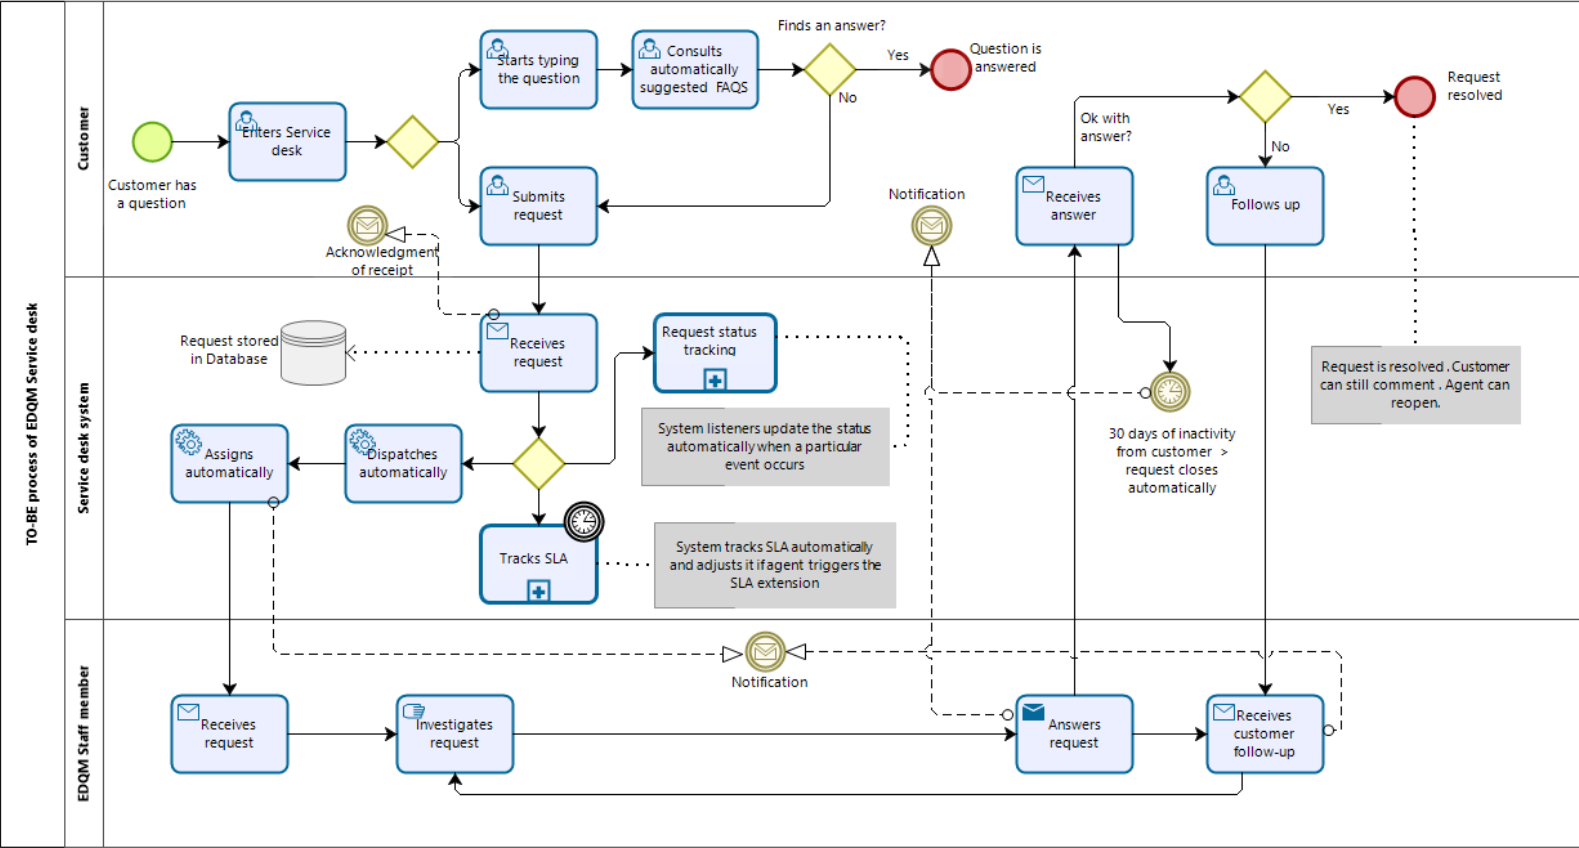 TO-BE process of EDQM Service desk
Customer
Customer has
a question
Enters Service
desk
Starts typing
the question
Consults
automatically
suggested FAQS
Finds an answer?
Yes
No
Question is
answered
Submits
request
Acknowledgment
of receipt
Notification
Receives
answer
Ok with
answer?
Yes
No
Request
resolved
Follows up
Service desk system
Request stored
in Database
Receives
request
Request status
tracking
System listeners update the status
automatically when a particular
event occurs
Assigns
automatically
Dispatches
automatically
Tracks SLA
System tracks SLA automatically
and adjusts it if agent triggers the
SLA extension
30 days of inactivity
from customer >
request closes
automatically
Request is resolved . Customer
can still comment . Agent can
reopen.
EDQM Staff member
Notification
Receives
request
Investigates
request
Answers
request
Receives
customer
follow-up